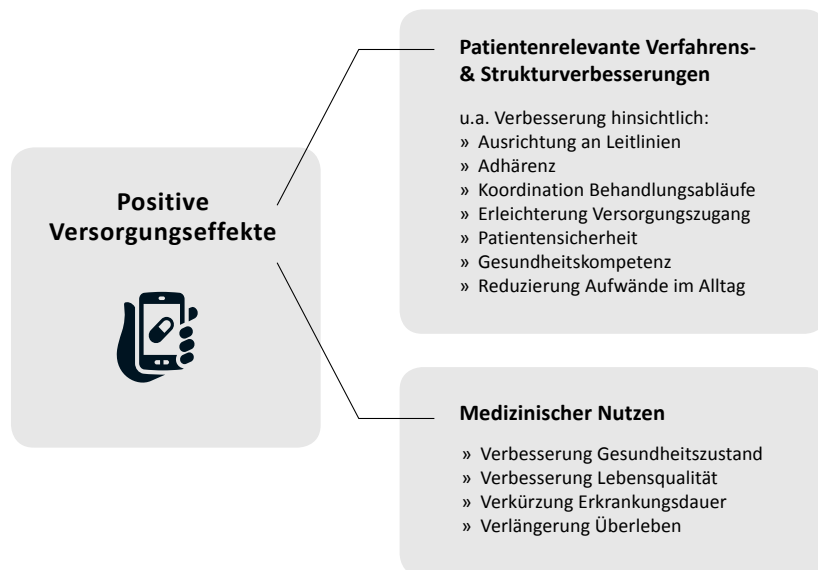 Positive
Versorgungseffekte
Patientenrelevante Verfahrens-
& Strukturverbesserungen
u.a. Verbesserung hinsichtlich:
» Ausrichtung an Leitlinien
» Adhärenz
» Koordination Behandlungsabläufe
» Erleichterung Versorgungszugang
» Patientensicherheit
» Gesundheitskompetenz
» Reduzierung Aufwände im Alltag
Medizinischer Nutzen
» Verbesserung Gesundheitszustand
» Verbesserung Lebensqualität
» Verkürzung Erkrankungsdauer
» Verlängerung Überleben